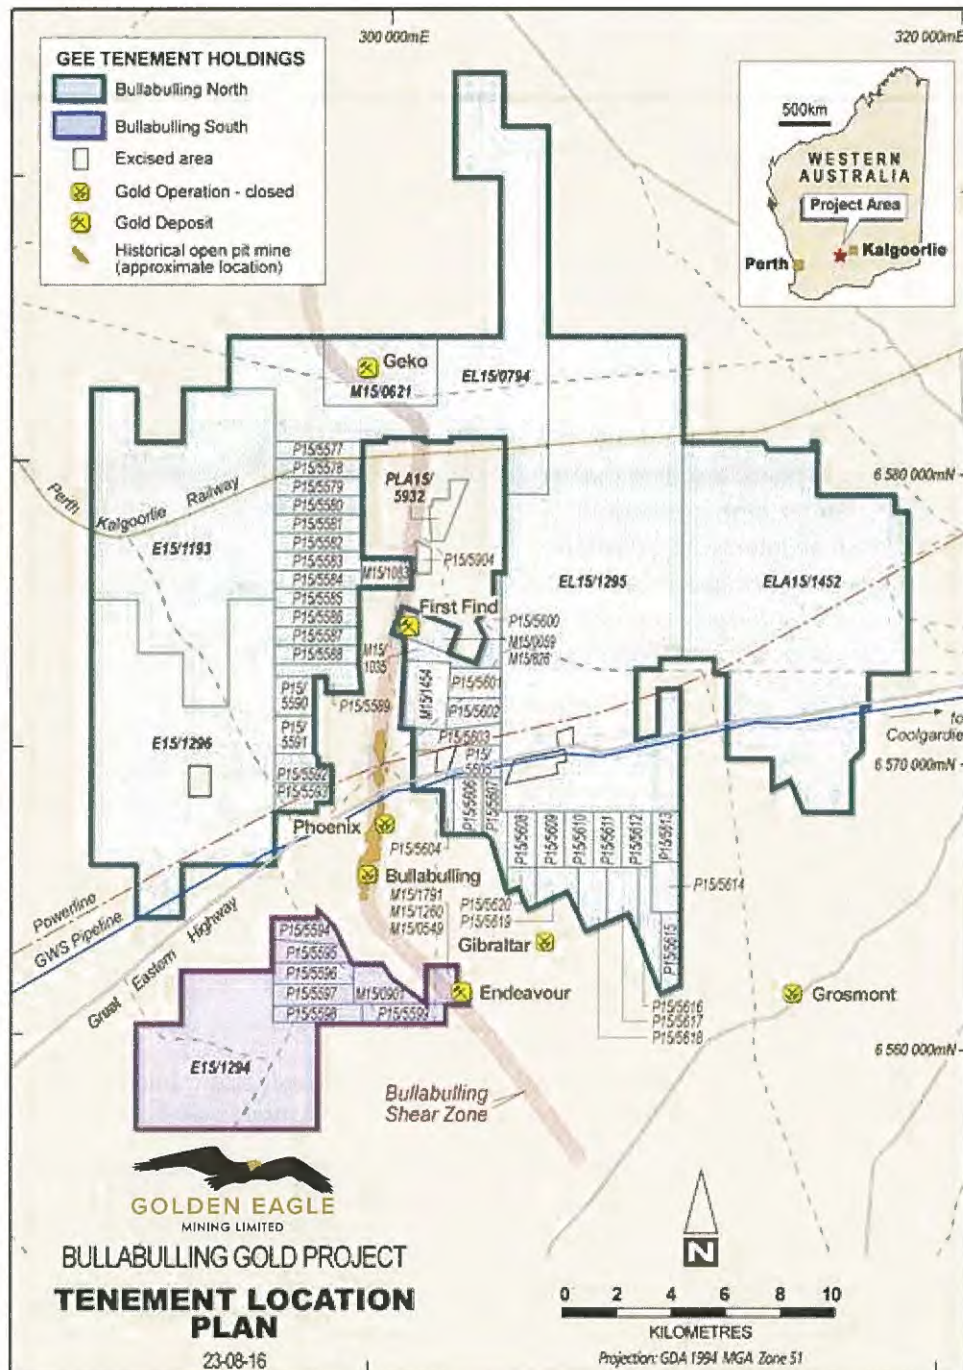 300 000mE
320 000mE
GEE TENEMENT HOLDINGS
Bullabulling North
Bullabulling South
Excised area
Gold Operation - closed
Gold Deposit
Historical open pit mine
(approximate location)
500km
WESTERN
AUSTRALIA
Project Area
Kalgoorlie
Perth
Geko
M15/0621
EL15/0794
P15/5577
P15/5578
P15/5579
P15/5580
P15/5581
P15/5582
P15/5583
P15/5584
P15/5585
P15/5586
P15/5587
P15/5588
PLA15/
5932
6 580 000mN
Perth
Kalgoorlie
Railway
E15/1193
P15/5904
M15/1083
EL15/1295
ELA15/1452
First Find
P15/5600
M15/0059
M15/826
M15/
1035
M15/1454
P15/5601
P15/5602
P15/5603
P15/
5605
P15/5606
P15/5607
P15/
5590
P15/5589
P15/
5591
P15/5592
P15/5593
E15/1296
to
Coolgardie
6 570 000mN
Phoenix
P15/5604
P15/5608
P15/5609
P15/5610
P15/5611
P15/5612
P15/5613
P15/5614
P15/5615
Bullabulling
M15/1791
M15/1260
M15/0549
P15/5620
P15/5619
Gibraltar
Powerline
GWS Pipeline
Great Eastern Highway
P15/5594
P15/5595
P15/5596
P15/5597
P15/5598
M15/0901
P15/5599
Endeavour
Grosmont
P15/5616
P15/5617
P15/5618
6 560 000mN
E15/1294
Bullabulling
Shear Zone
GOLDEN EAGLE
MINING LIMITED
BULLABULLING GOLD PROJECT
TENEMENT LOCATION
PLAN
23-08-16
N
0 2 4 6 8 10
KILOMETRES
Projection: GDA 1994 MGA Zone 51